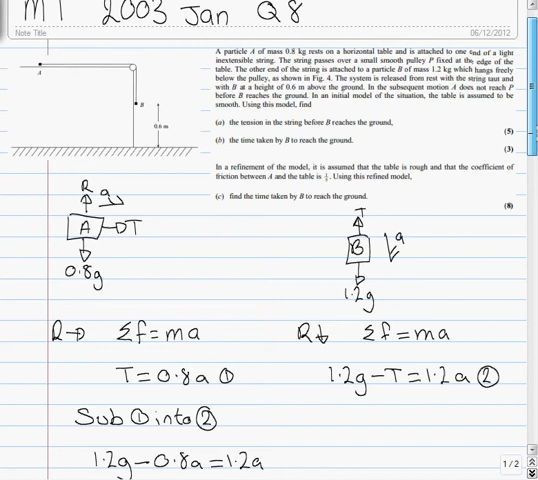 M1 2003 Jan Q8
Note Title
06/12/2012
A particle A of mass 0.8 kg rests on a horizontal table and is attached to one end of a light
inextensible string. The string passes over a small smooth pulley P fixed at the edge of the
table. The other end of the string is attached to a particle B of mass 1.2 kg which hangs freely
below the pulley, as shown in Fig. 4. The system is released from rest with the string taut and
with B at a height of 0.6 m above the ground. In the subsequent motion A does not reach P
before B reaches the ground. In an initial model of the situation, the table is assumed to be
smooth. Using this model, find
(a) the tension in the string before B reaches the ground,
(5)
(b) the time taken by B to reach the ground.
(3)
In a refinement of the model, it is assumed that the table is rough and that the coefficient of
friction between A and the table is . Using this refined model,
(c) find the time taken by B to reach the ground.
(8)
A
B
0.6 m
R a
A T
0.8g
T
B a
1.2g
R→ Σf=ma
R↓ Σf=ma
T=0.8a ①
1.2g-T=1.2a ②
Sub ① into ②
1.2g-0.8a=1.2a
1/2